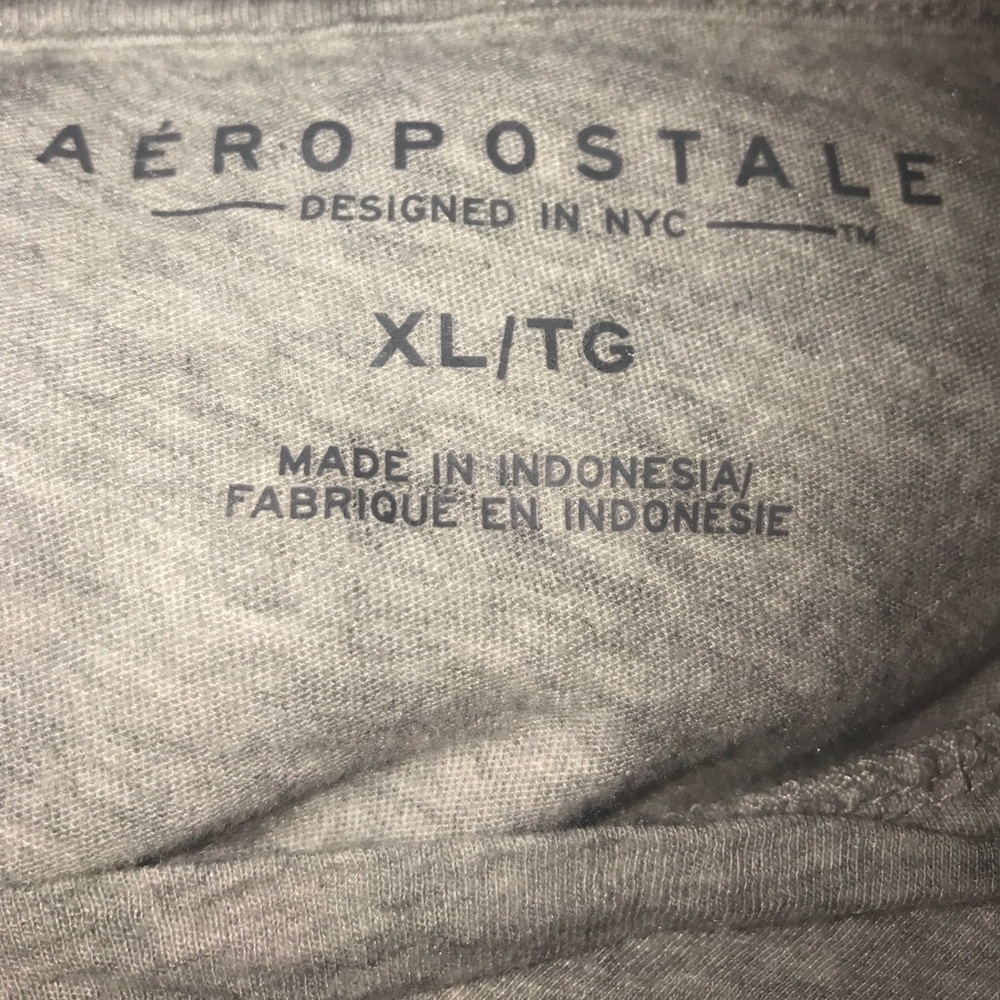 AÉROPOSTALE
DESIGNED IN NYC TM
XL/TG
MADE IN INDONESIA/
FABRIQUÉ EN INDONÉSIE